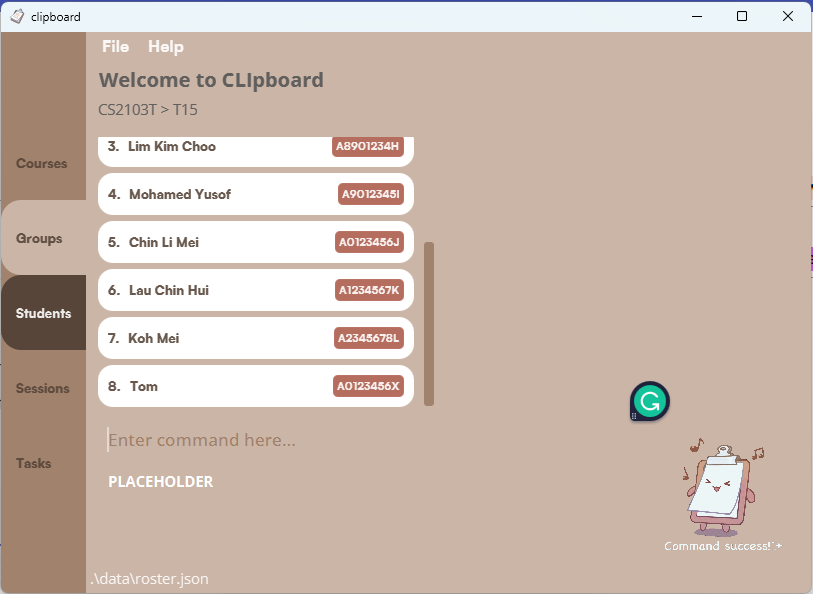 clipboard
File Help
Welcome to CLIpboard
CS2103T > T15
Courses
Groups
Students
Sessions
Tasks
3. Lim Kim Choo A8901234H
4. Mohamed Yusof A9012345I
5. Chin Li Mei A0123456J
6. Lau Chin Hui A1234567K
7. Koh Mei A2345678L
8. Tom A0123456X
Enter command here...
PLACEHOLDER
G
Command success!
.\data\roster.json